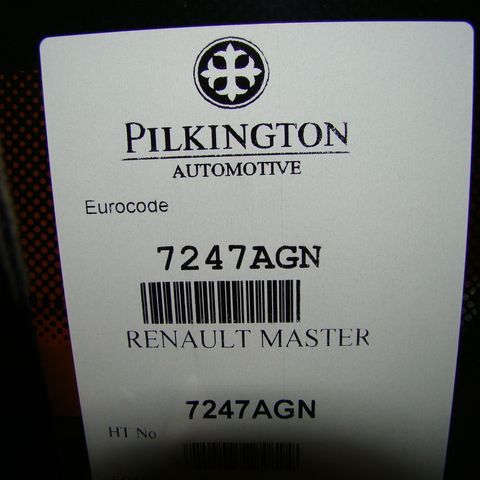 PILKINGTON
AUTOMOTIVE
Eurocode
7247AGN
RENAULT MASTER
7247AGN
HT No